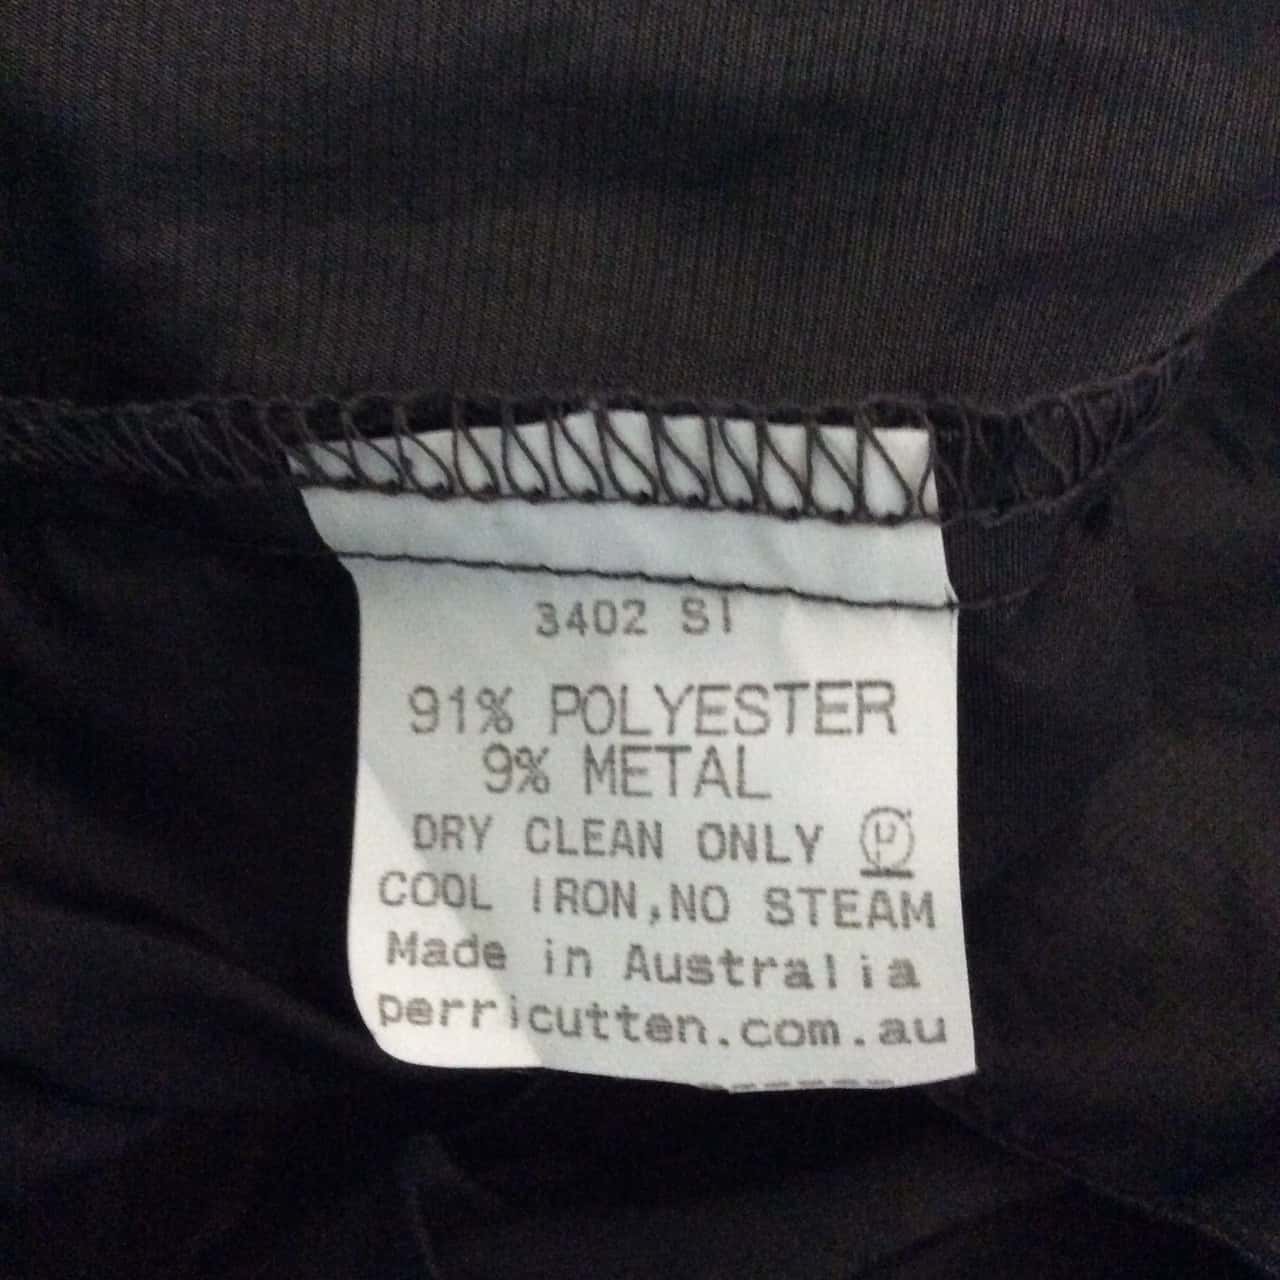 3402 SI
91% POLYESTER
9% METAL
DRY CLEAN ONLY P
COOL IRON,NO STEAM
Made in Australia
perricutten.com.au